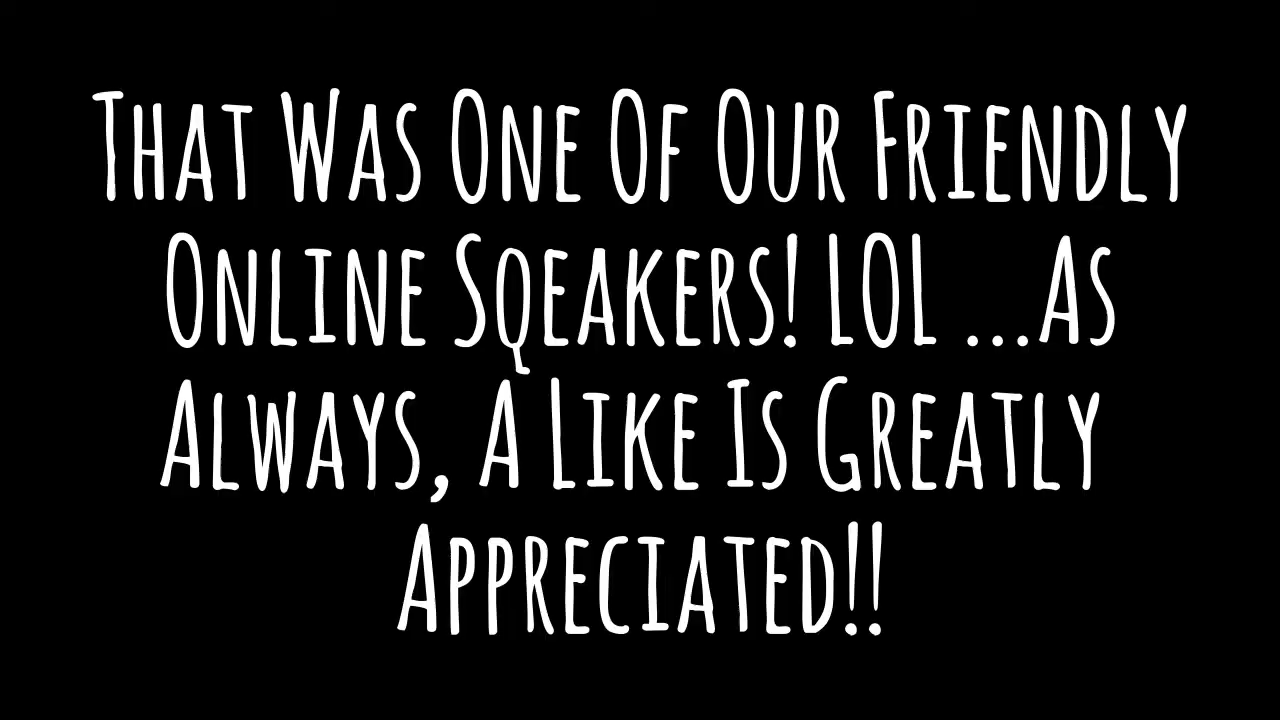 That Was One Of Our Friendly
Online Sqeakers! LOL ...As
Always, A Like Is Greatly
Appreciated!!